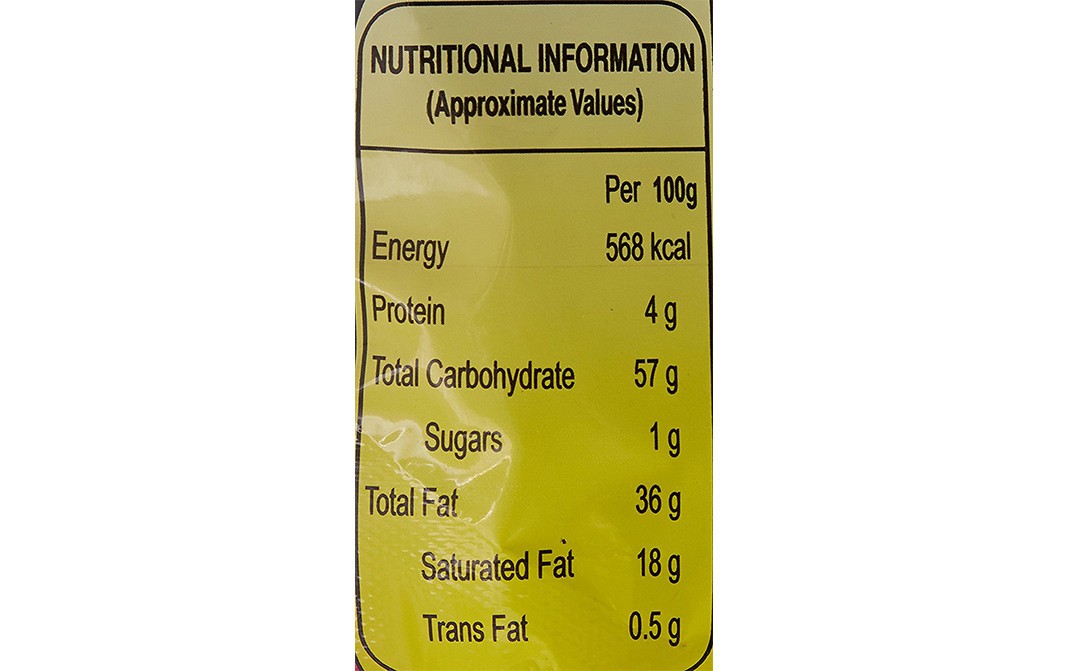 NUTRITIONAL INFORMATION
(Approximate Values)
Per 100g
Energy 568 kcal
Protein 4 g
Total Carbohydrate 57 g
Sugars 1 g
Total Fat 36 g
Saturated Fat 18 g
Trans Fat 0.5 g